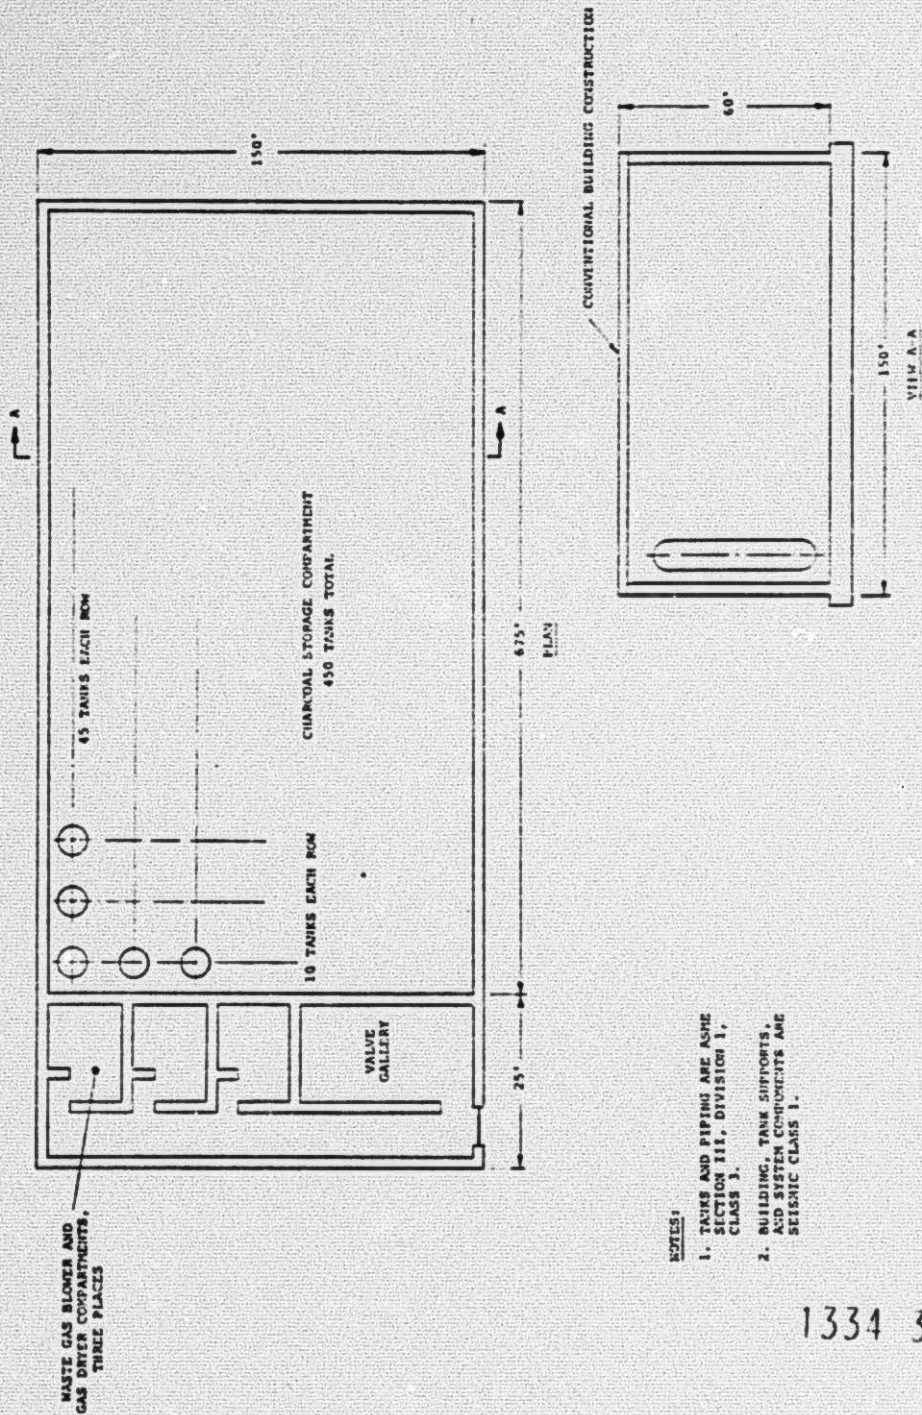 WASTE GAS BLOWER AND
GAS DRYER COMPARTMENTS,
THREE PLACES
VALVE
GALLERY
25'
10 TANKS EACH ROW
45 TANKS EACH ROW
CHARCOAL STORAGE COMPARTMENT
450 TANKS TOTAL
675'
PLAN
A
A
150'
CONVENTIONAL BUILDING CONSTRUCTION
60'
150'
VIEW A-A
NOTES:
1. TANKS AND PIPING ARE ASME
SECTION III, DIVISION 1,
CLASS 3.
2. BUILDING, TANK SUPPORTS,
AND SYSTEM COMPONENTS ARE
SEISMIC CLASS 1.
1334 3